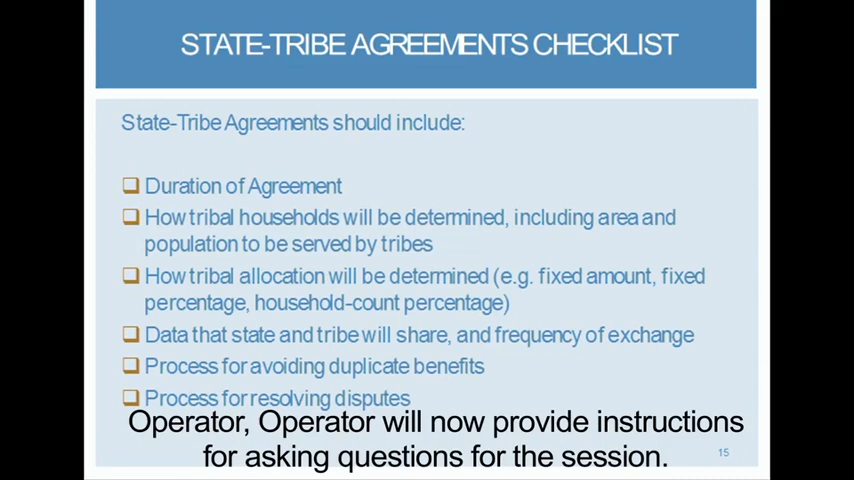 STATE-TRIBE AGREEMENTS CHECKLIST
State-Tribe Agreements should include:
Duration of Agreement
How tribal households will be determined, including area and
population to be served by tribes
How tribal allocation will be determined (e.g. fixed amount, fixed
percentage, household-count percentage)
Data that state and tribe will share, and frequency of exchange
Process for avoiding duplicate benefits
Process for resolving disputes
Operator, Operator will now provide instructions
for asking questions for the session.
15